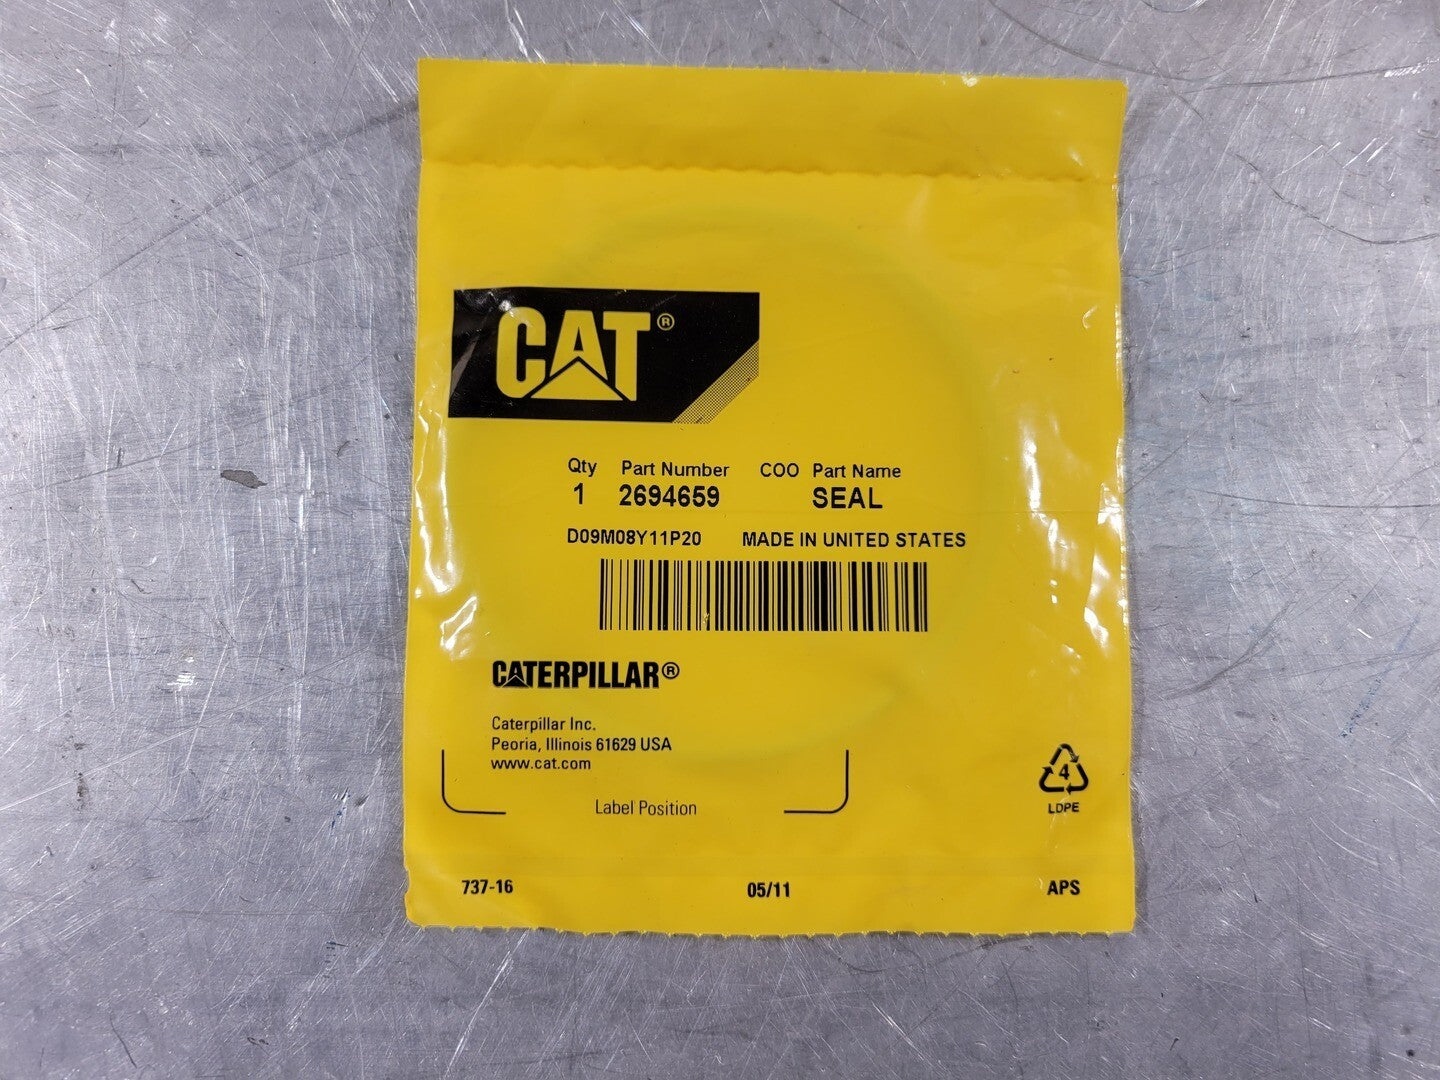 CAT®
Qty Part Number COO Part Name
1 2694659 SEAL
D09M08Y11P20 MADE IN UNITED STATES
CATERPILLAR®
Caterpillar Inc.
Peoria, Illinois 61629 USA
www.cat.com
Label Position
4
LDPE
737-16 05/11 APS